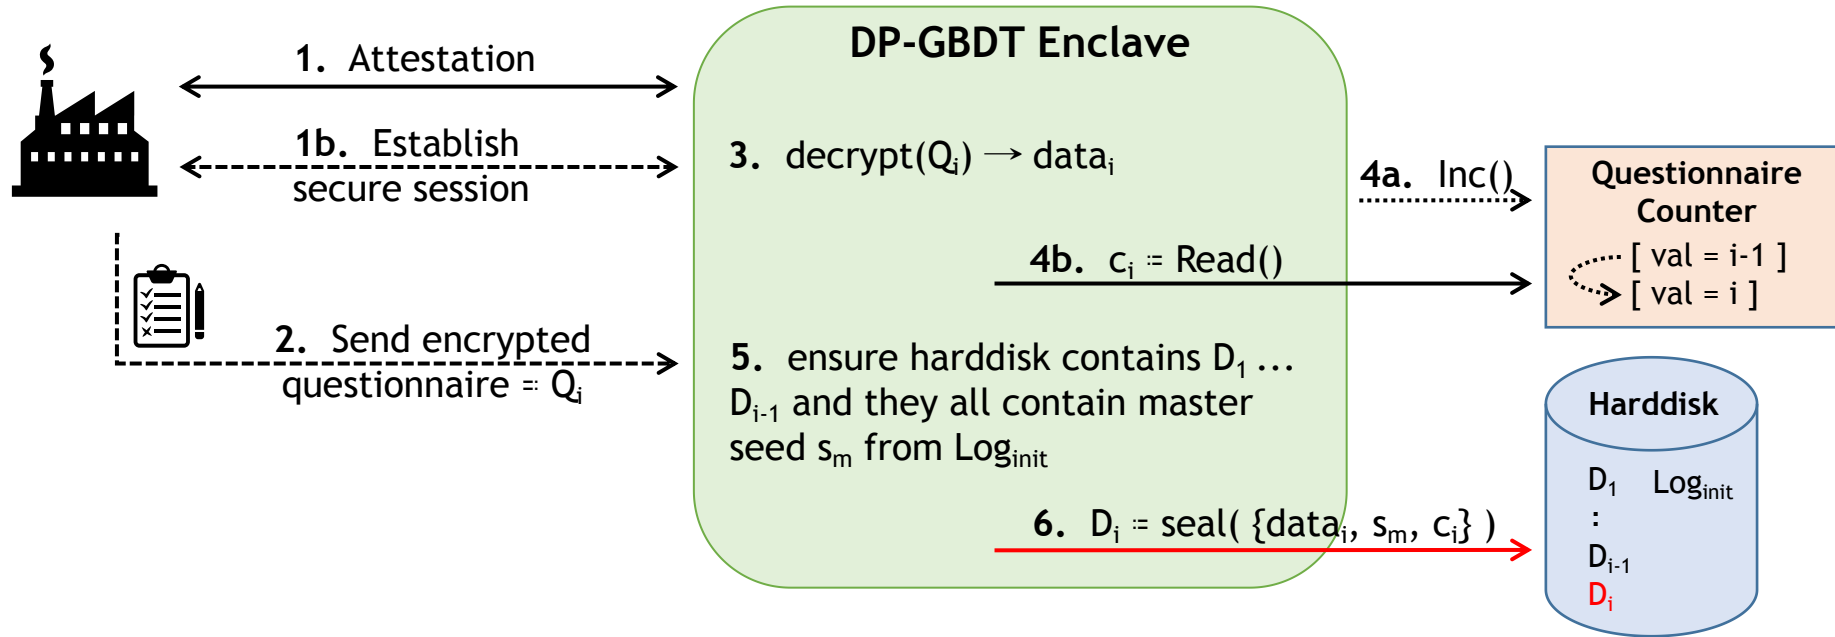 DP-GBDT Enclave
1. Attestation
1b. Establish
secure session
2. Send encrypted
questionnaire = Qᵢ
3. decrypt(Qᵢ) → dataᵢ
4a. Inc()
4b. cᵢ := Read()
Questionnaire
Counter
[ val = i-1 ]
[ val = i ]
5. ensure harddisk contains D₁ ...
Dᵢ₋₁ and they all contain master
seed sₘ from Log_init
6. Dᵢ := seal( {dataᵢ, sₘ, cᵢ} )
Harddisk
D₁ Log_init
:
Dᵢ₋₁
Dᵢ